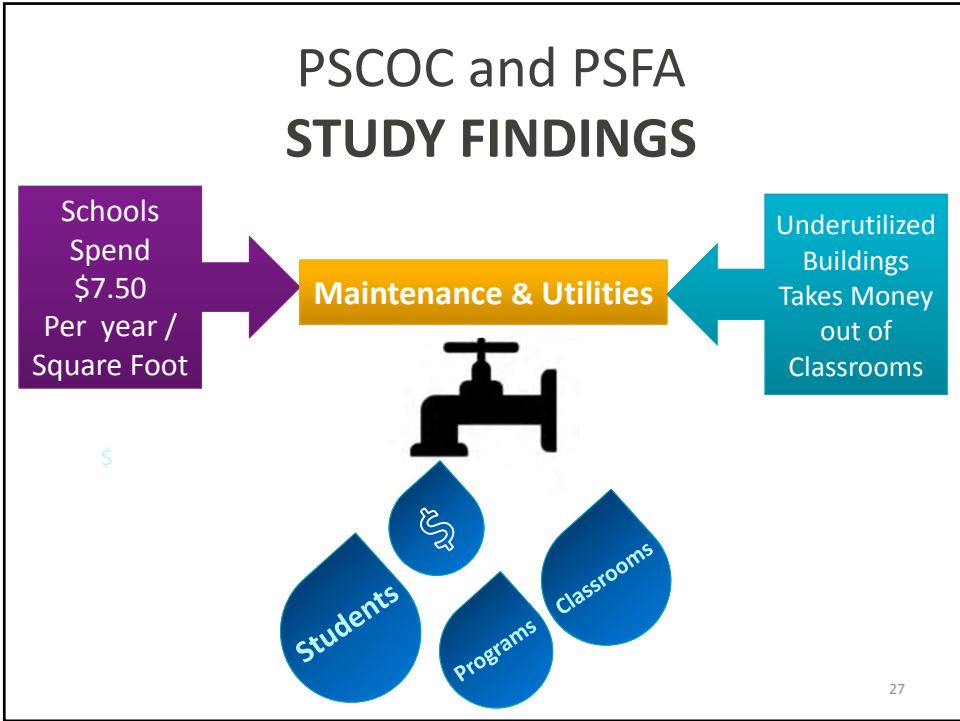 PSCOC and PSFA
STUDY FINDINGS
Schools
Spend
$7.50
Per year /
Square Foot
Maintenance & Utilities
Underutilized
Buildings
Takes Money
out of
Classrooms
$
$
Students
Programs
Classrooms
27